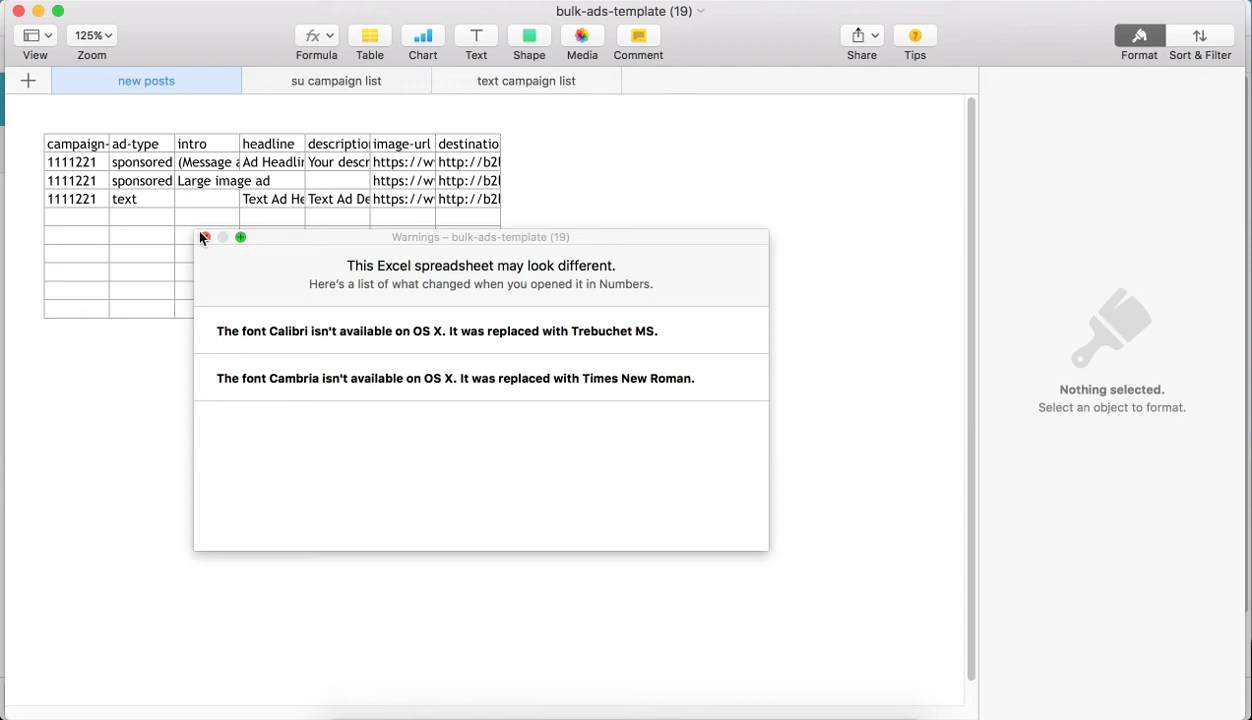 bulk-ads-template (19)
125%
View
Zoom
Formula
Table
Chart
Text
Shape
Media
Comment
Share
Tips
Format
Sort & Filter
new posts
su campaign list
text campaign list
campaign- ad-type intro headline descriptio image-url destinatio
1111221 sponsored (Message a Ad Headlin Your descr https://w http://b2l
1111221 sponsored Large image ad https://w http://b2l
1111221 text Text Ad He Text Ad De https://w http://b2l
Warnings – bulk-ads-template (19)
This Excel spreadsheet may look different.
Here's a list of what changed when you opened it in Numbers.
The font Calibri isn't available on OS X. It was replaced with Trebuchet MS.
The font Cambria isn't available on OS X. It was replaced with Times New Roman.
Nothing selected.
Select an object to format.